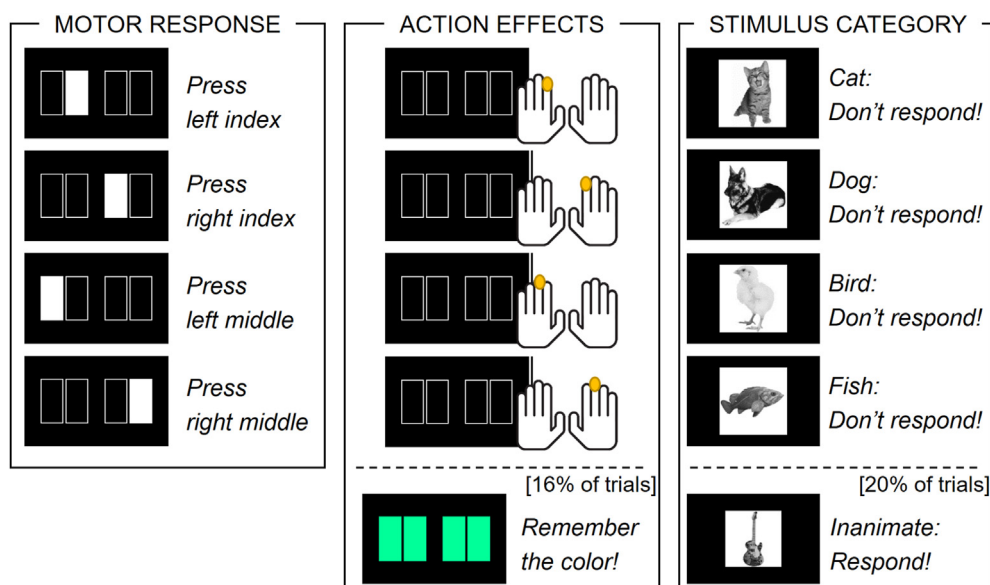 MOTOR RESPONSE
Press
left index
Press
right index
Press
left middle
Press
right middle
ACTION EFFECTS
[16% of trials]
Remember
the color!
STIMULUS CATEGORY
Cat:
Don't respond!
Dog:
Don't respond!
Bird:
Don't respond!
Fish:
Don't respond!
[20% of trials]
Inanimate:
Respond!